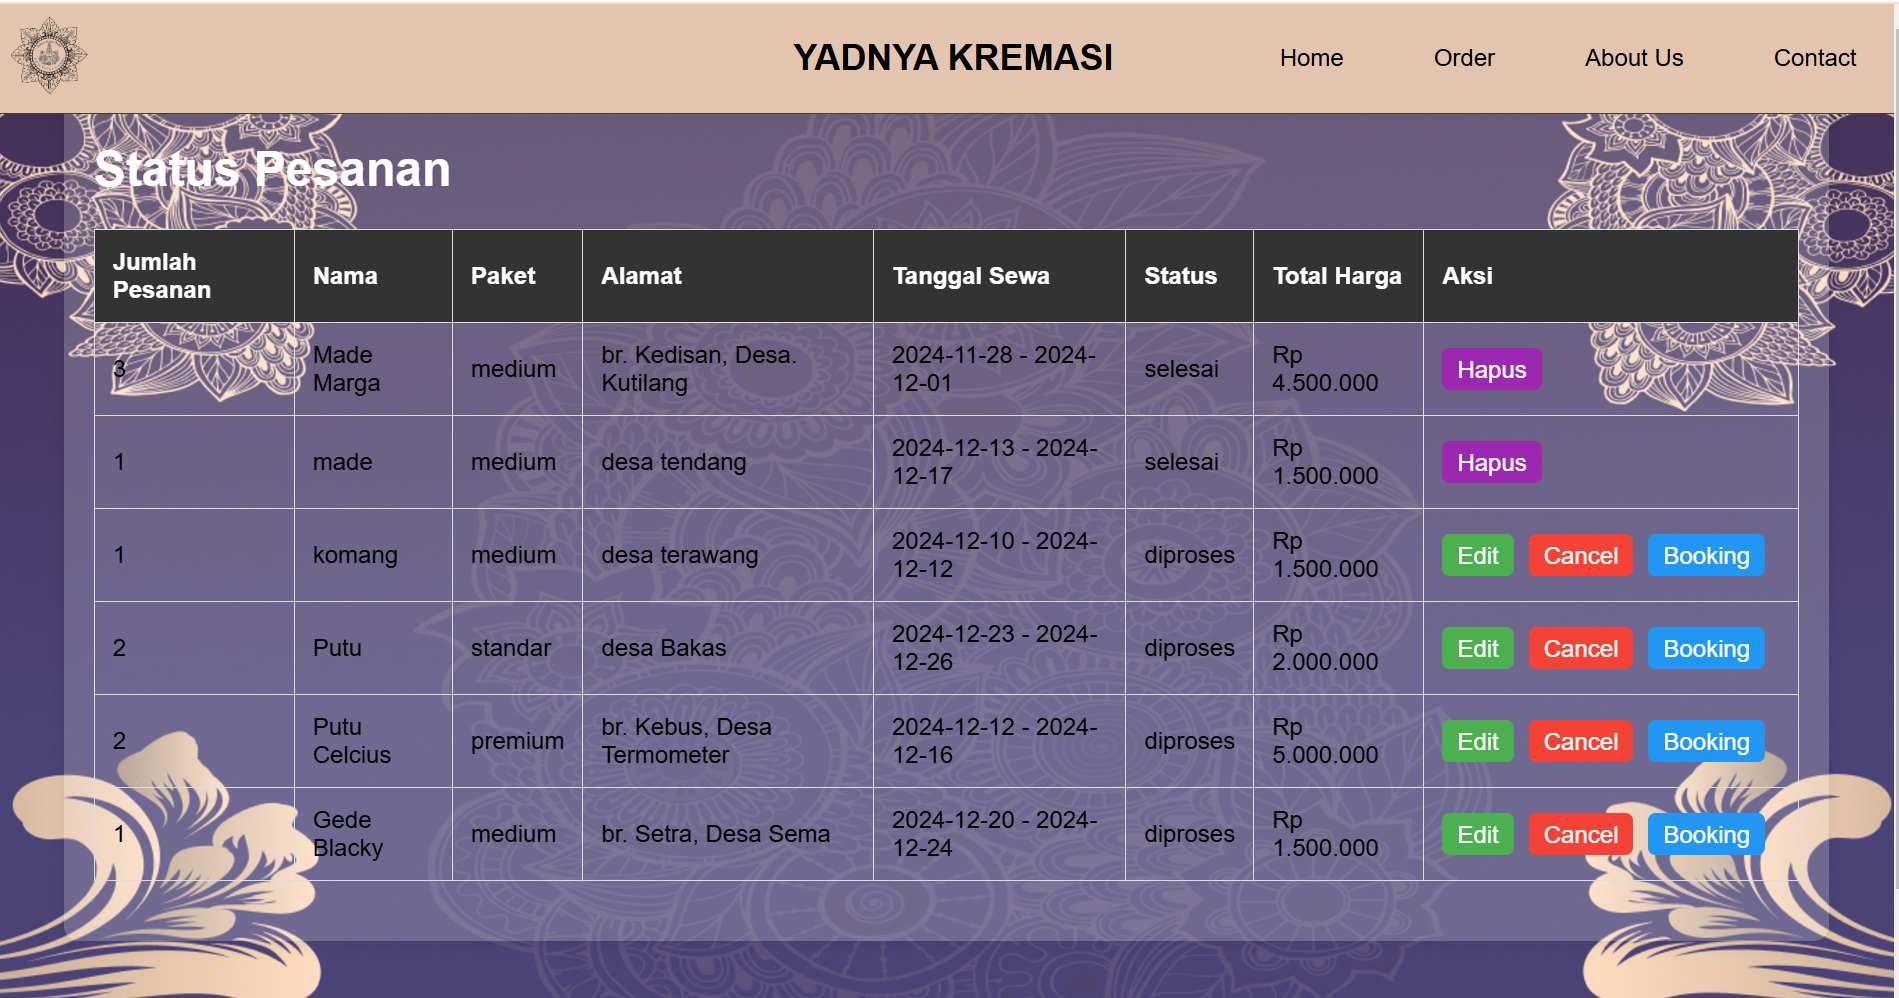 YADNYA KREMASI
Home
Order
About Us
Contact
Status Pesanan
Jumlah
Pesanan
Nama
Paket
Alamat
Tanggal Sewa
Status
Total Harga
Aksi
3
Made
Marga
medium
br. Kedisan, Desa.
Kutilang
2024-11-28 - 2024-
12-01
selesai
Rp
4.500.000
Hapus
1
made
medium
desa tendang
2024-12-13 - 2024-
12-17
selesai
Rp
1.500.000
Hapus
1
komang
medium
desa terawang
2024-12-10 - 2024-
12-12
diproses
Rp
1.500.000
Edit
Cancel
Booking
2
Putu
standar
desa Bakas
2024-12-23 - 2024-
12-26
diproses
Rp
2.000.000
Edit
Cancel
Booking
2
Putu
Celcius
premium
br. Kebus, Desa
Termometer
2024-12-12 - 2024-
12-16
diproses
Rp
5.000.000
Edit
Cancel
Booking
1
Gede
Blacky
medium
br. Setra, Desa Sema
2024-12-20 - 2024-
12-24
diproses
Rp
1.500.000
Edit
Cancel
Booking